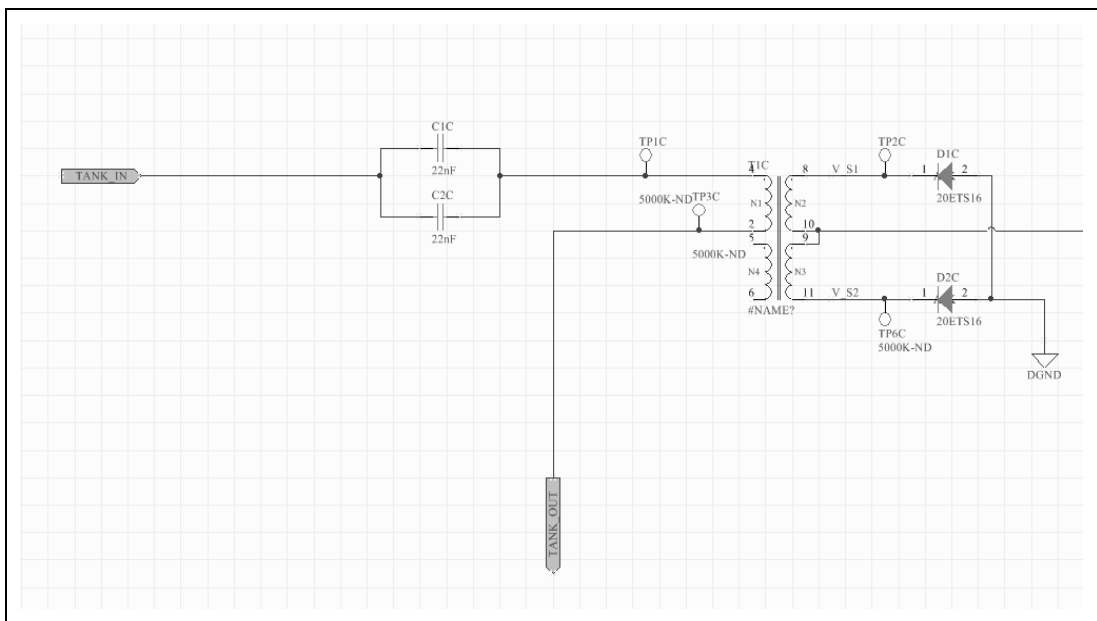 C1C
22nF
TANK_IN
C2C
22nF
TP1C
5000K-ND
TP3C
5000K-ND
T1C
4
N1
2
5
N4
6
#NAME?
8
N2
10
9
N3
11
V_S1
V_S2
TP2C
TP6C
5000K-ND
D1C
1
2
20ETS16
D2C
1
2
20ETS16
DGND
TANK_OUT